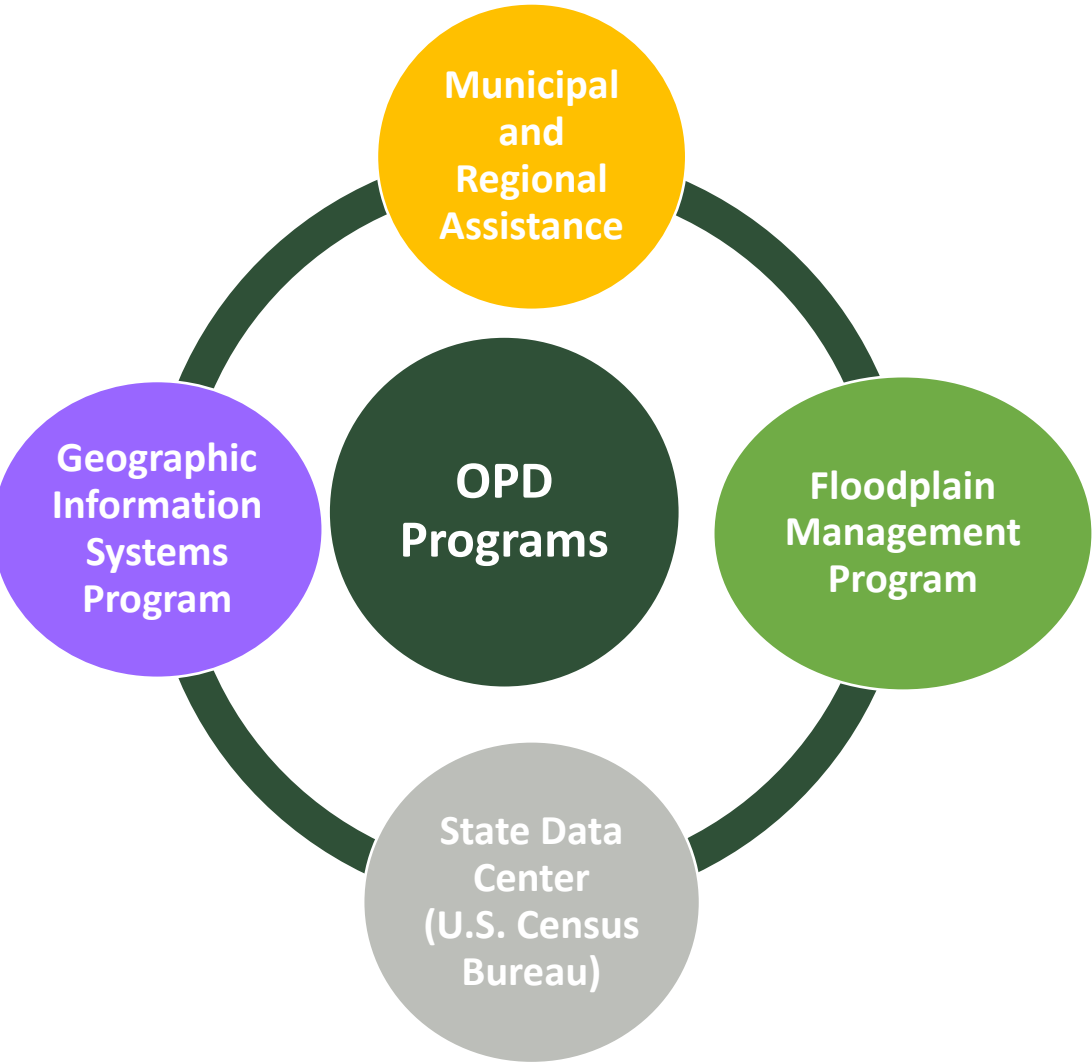 Municipal
and
Regional
Assistance
Geographic
Information
Systems
Program
OPD
Programs
Floodplain
Management
Program
State Data
Center
(U.S. Census
Bureau)